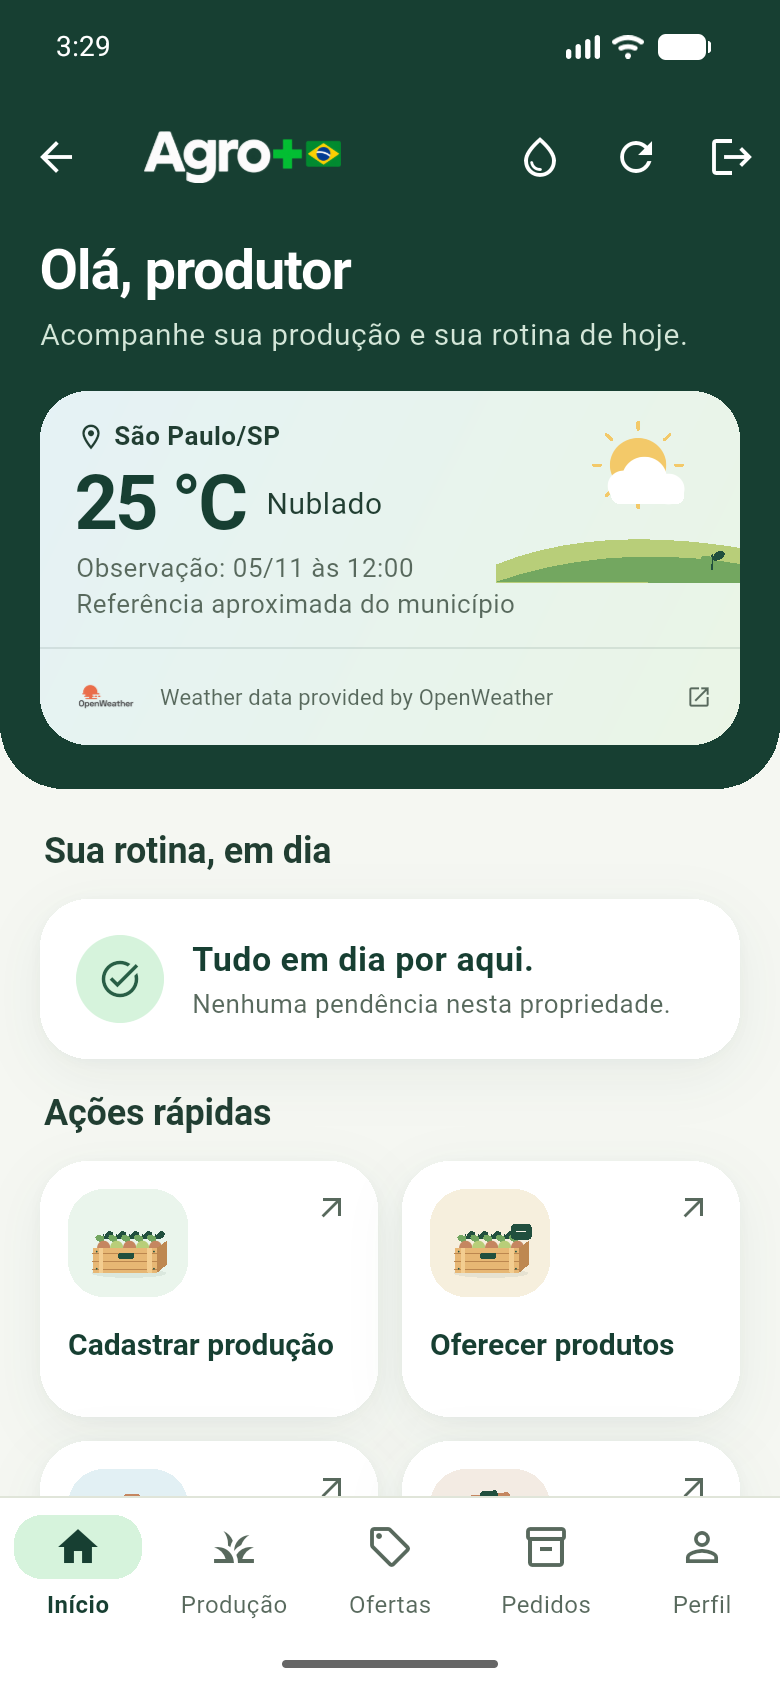 3:29
Agro+
Olá, produtor
Acompanhe sua produção e sua rotina de hoje.
São Paulo/SP
25 °C Nublado
Observação: 05/11 às 12:00
Referência aproximada do município
OpenWeather
Weather data provided by OpenWeather
Sua rotina, em dia
Tudo em dia por aqui.
Nenhuma pendência nesta propriedade.
Ações rápidas
Cadastrar produção
Oferecer produtos
Início
Produção
Ofertas
Pedidos
Perfil